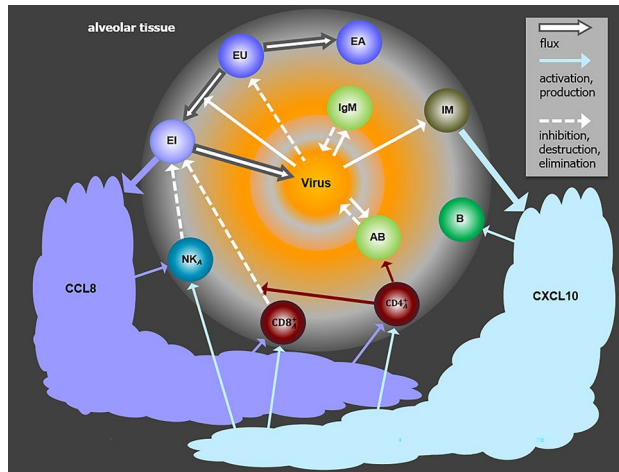 alveolar tissue
EU
EA
flux
activation,
production
inhibition,
destruction,
elimination
IgM
IM
EI
Virus
B
AB
NKA
CCL8
CXCL10
CD8+A
CD4+A